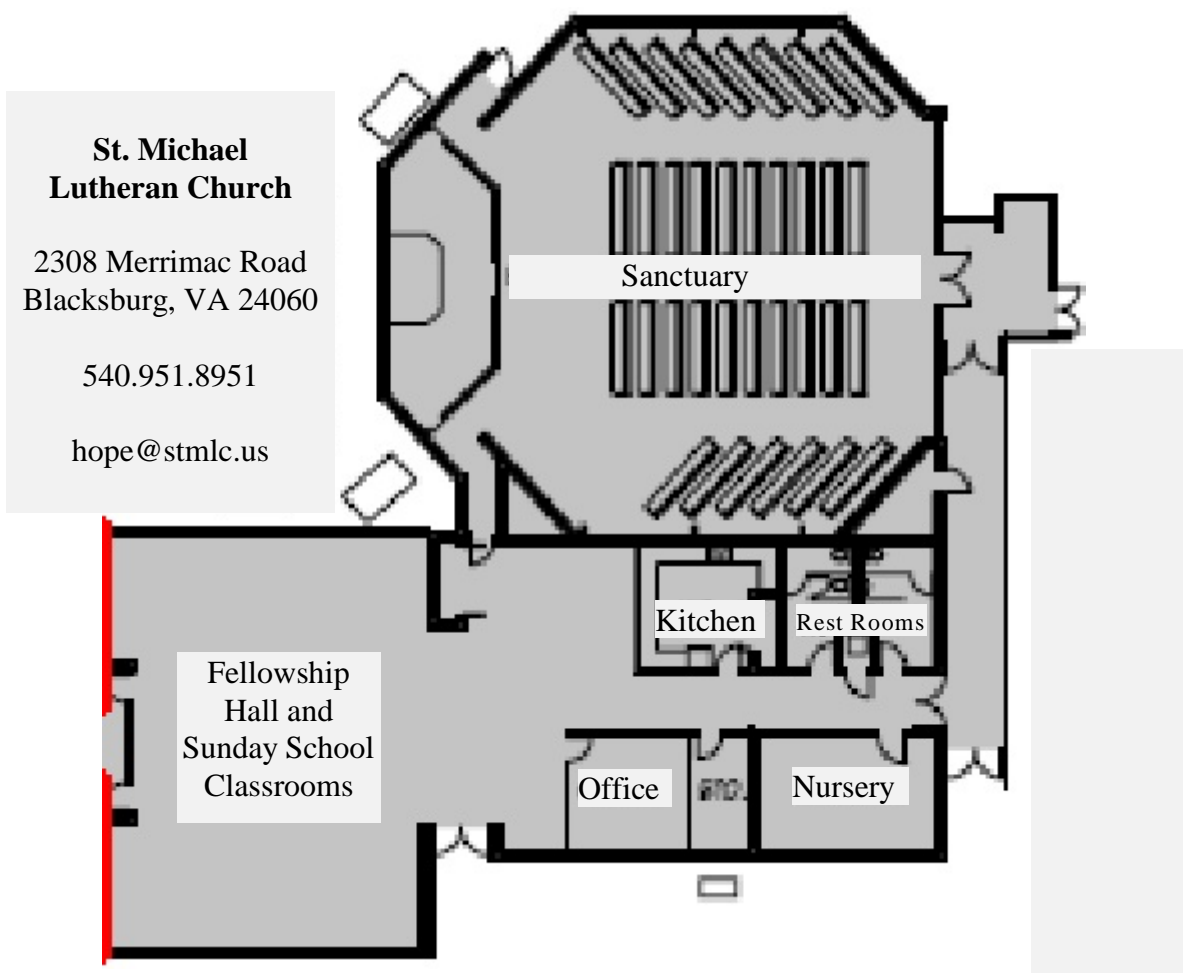 St. Michael
Lutheran Church
2308 Merrimac Road
Blacksburg, VA 24060
540.951.8951
hope@stmlc.us
Sanctuary
Kitchen
Rest Rooms
Fellowship
Hall and
Sunday School
Classrooms
Office
STO.
Nursery